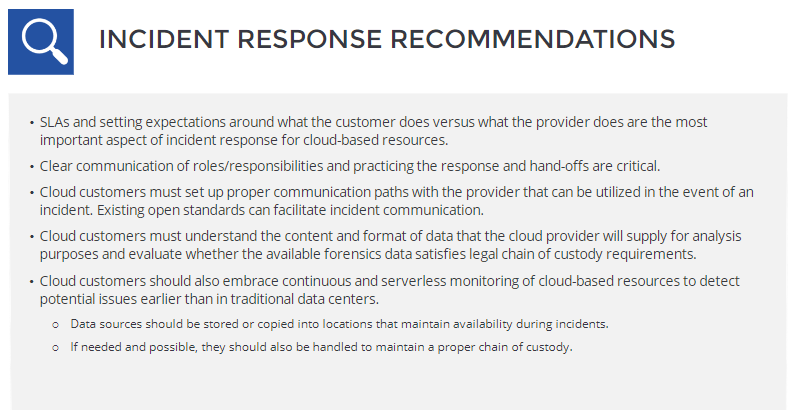 INCIDENT RESPONSE RECOMMENDATIONS
• SLAs and setting expectations around what the customer does versus what the provider does are the most
important aspect of incident response for cloud-based resources.
• Clear communication of roles/responsibilities and practicing the response and hand-offs are critical.
• Cloud customers must set up proper communication paths with the provider that can be utilized in the event of an
incident. Existing open standards can facilitate incident communication.
• Cloud customers must understand the content and format of data that the cloud provider will supply for analysis
purposes and evaluate whether the available forensics data satisfies legal chain of custody requirements.
• Cloud customers should also embrace continuous and serverless monitoring of cloud-based resources to detect
potential issues earlier than in traditional data centers.
o Data sources should be stored or copied into locations that maintain availability during incidents.
o If needed and possible, they should also be handled to maintain a proper chain of custody.